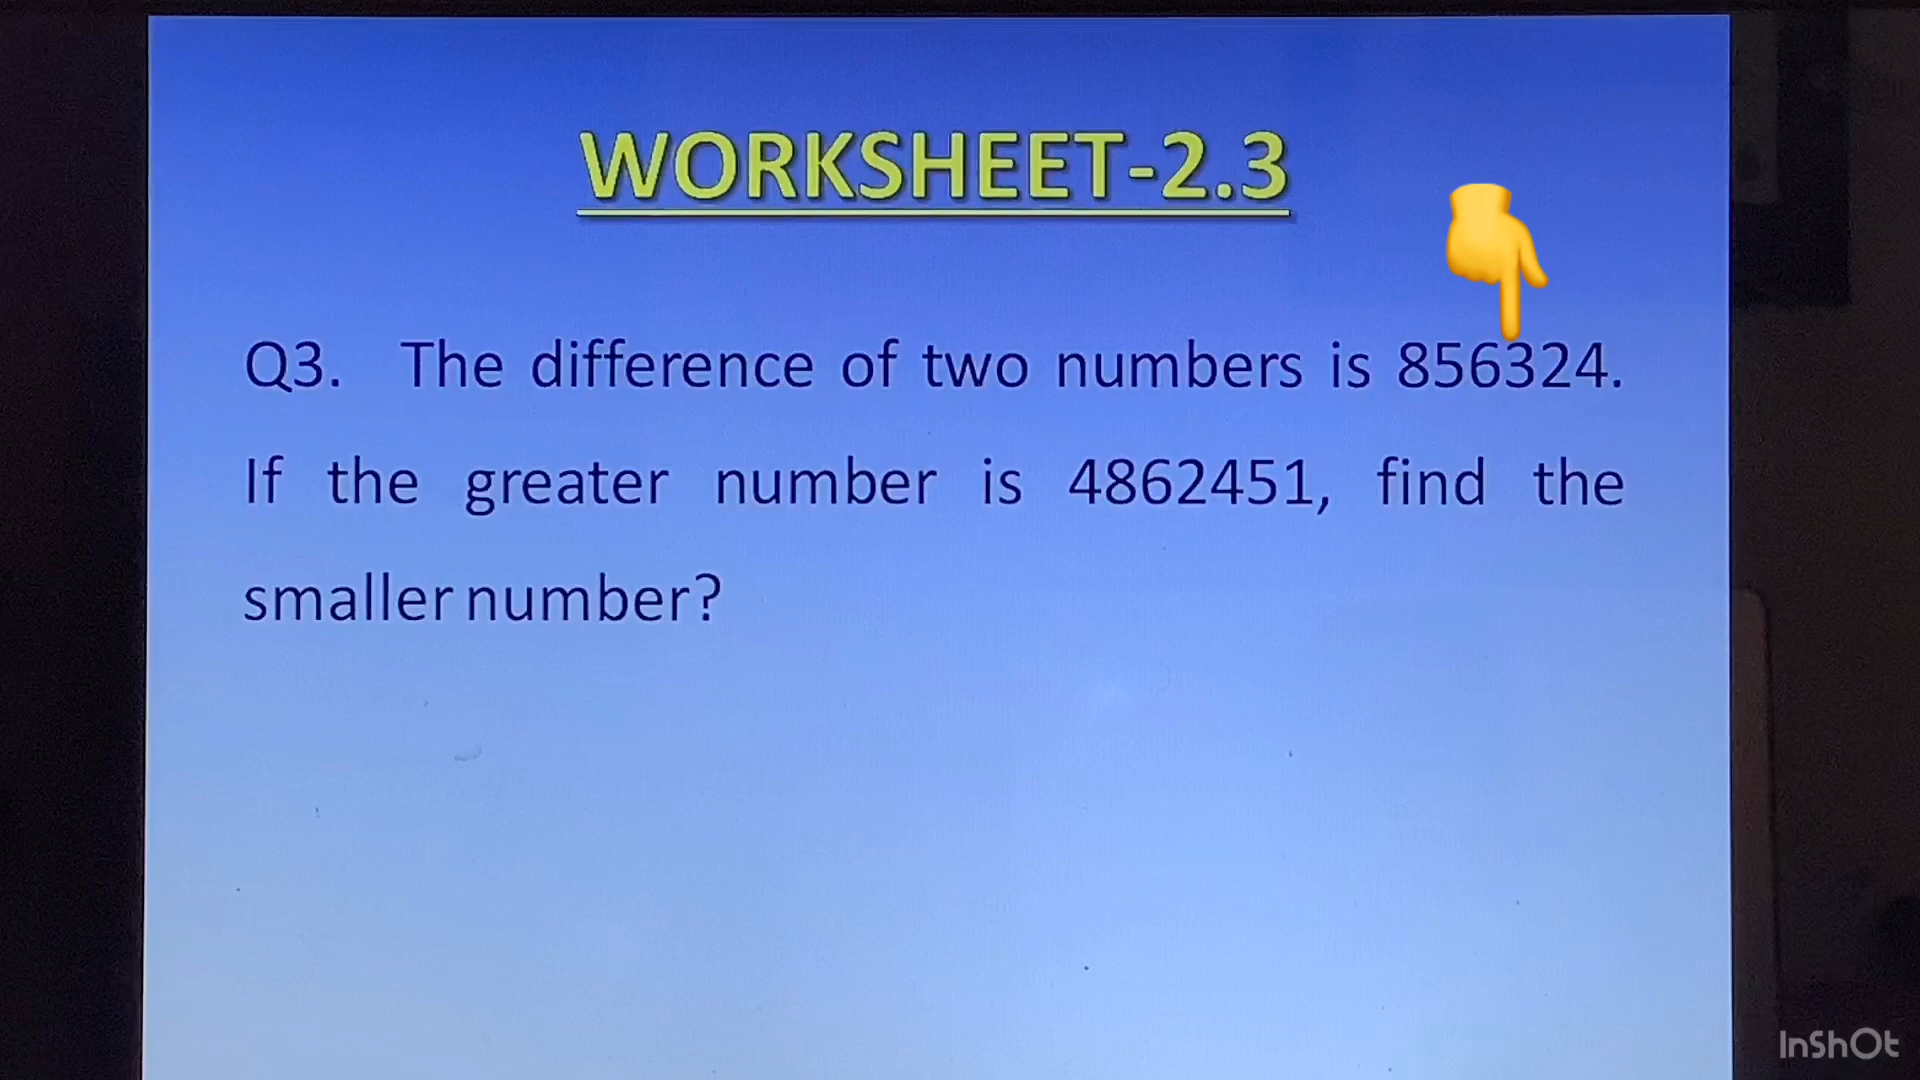 WORKSHEET-2.3
Q3. The difference of two numbers is 856324.
If the greater number is 4862451, find the
smaller number?
InShOt